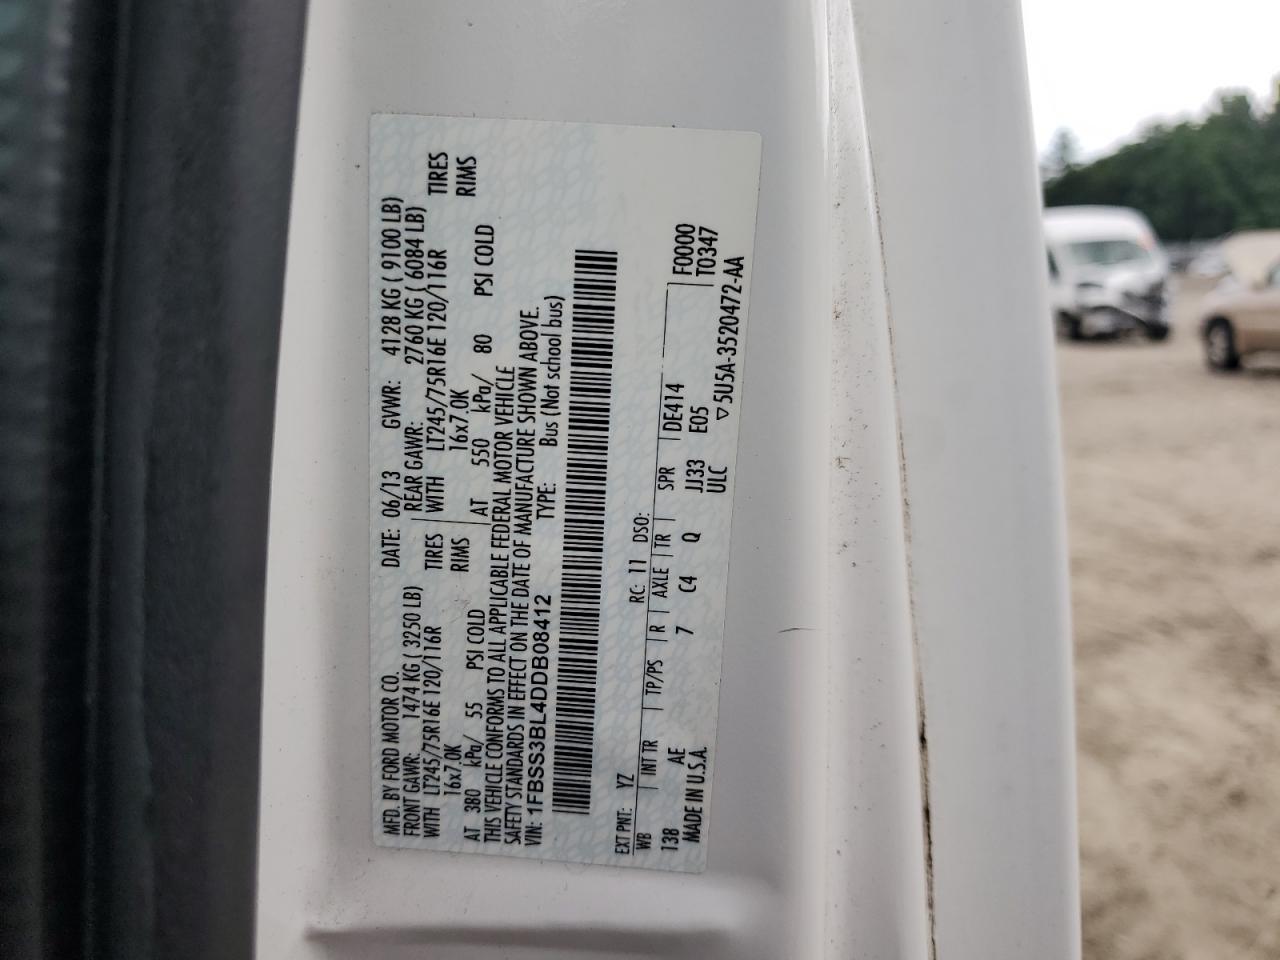 MFD. BY FORD MOTOR CO. DATE: 06/13 GVWR: 4128 KG ( 9100 LB)
FRONT GAWR: 1474 KG ( 3250 LB) REAR GAWR: 2760 KG ( 6084 LB)
WITH LT245/75R16E 120/116R TIRES WITH LT245/75R16E 120/116R TIRES
16x7.0K RIMS 16x7.0K RIMS
AT 380 kPa/ 55 PSI COLD AT 550 kPa/ 80 PSI COLD
THIS VEHICLE CONFORMS TO ALL APPLICABLE FEDERAL MOTOR VEHICLE
SAFETY STANDARDS IN EFFECT ON THE DATE OF MANUFACTURE SHOWN ABOVE.
VIN: 1FBSS3BL4DDB08412 TYPE: Bus (Not school bus)
EXT PNT: YZ RC: 11 DSO: F0000
WB INT TR TP/PS R AXLE TR SPR DE414 T0347
138 AE 7 C4 Q JJ33 E05
MADE IN U.S.A. ULC ▽5U5A-3520472-AA